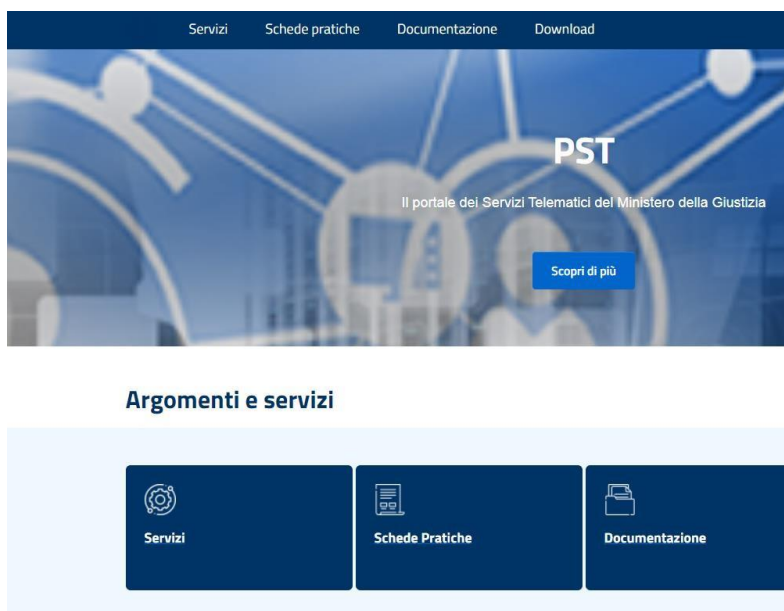 Servizi Schede pratiche Documentazione Download
PST
Il portale dei Servizi Telematici del Ministero della Giustizia
Scopri di più
Argomenti e servizi
Servizi Schede Pratiche Documentazione